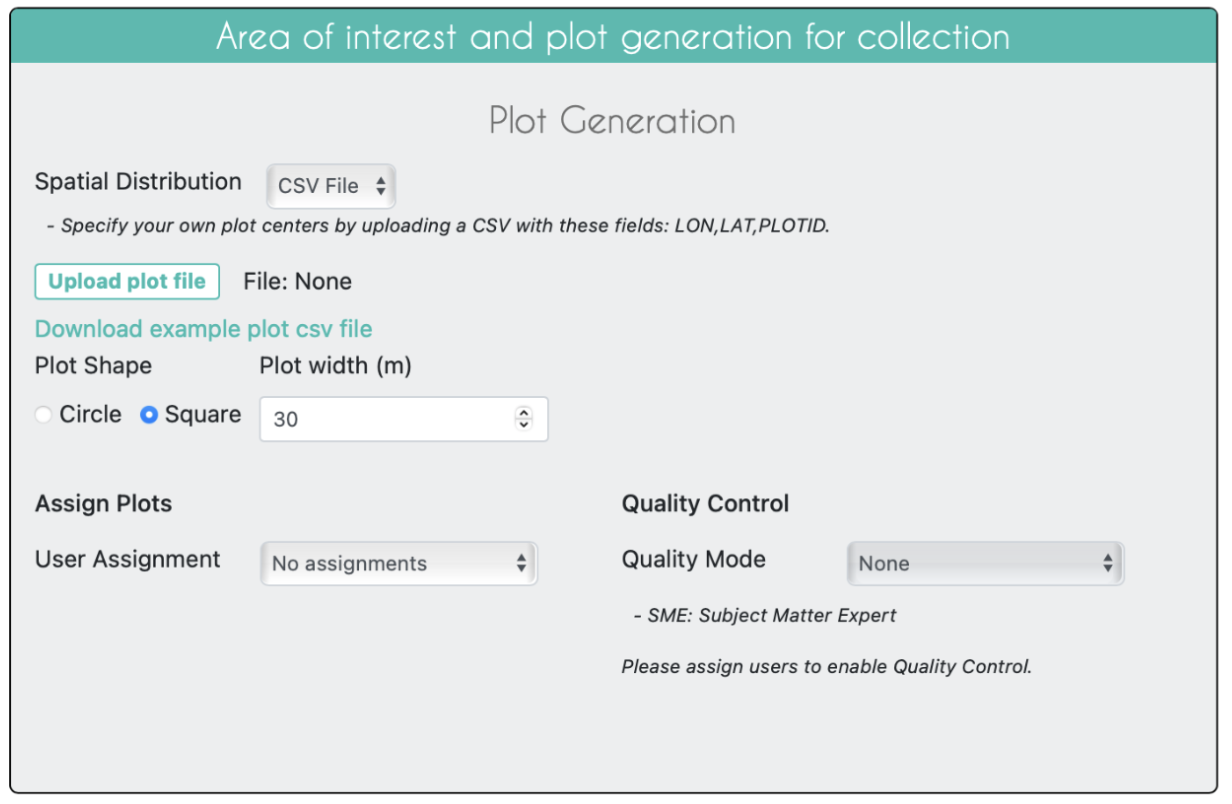 Area of interest and plot generation for collection
Plot Generation
Spatial Distribution CSV File
- Specify your own plot centers by uploading a CSV with these fields: LON,LAT,PLOTID.
Upload plot file File: None
Download example plot csv file
Plot Shape Plot width (m)
Circle Square 30
Assign Plots Quality Control
User Assignment No assignments Quality Mode None
- SME: Subject Matter Expert
Please assign users to enable Quality Control.